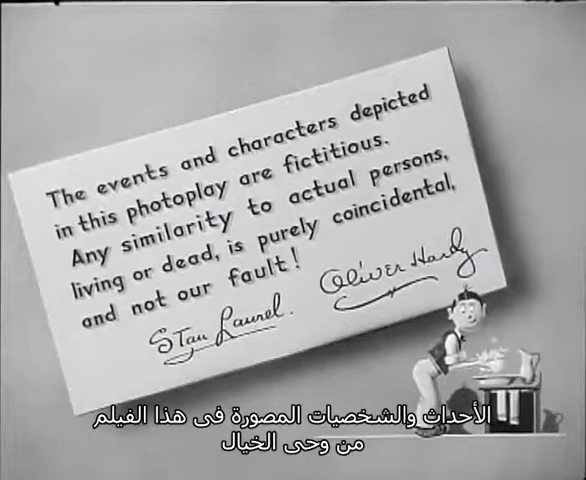 The events and characters depicted
in this photoplay are fictitious.
Any similarity to actual persons,
living or dead, is purely coincidental,
and not our fault!
Stan Laurel.
Oliver Hardy
الأحداث والشخصيات المصورة فى هذا الفيلم
من وحى الخيال